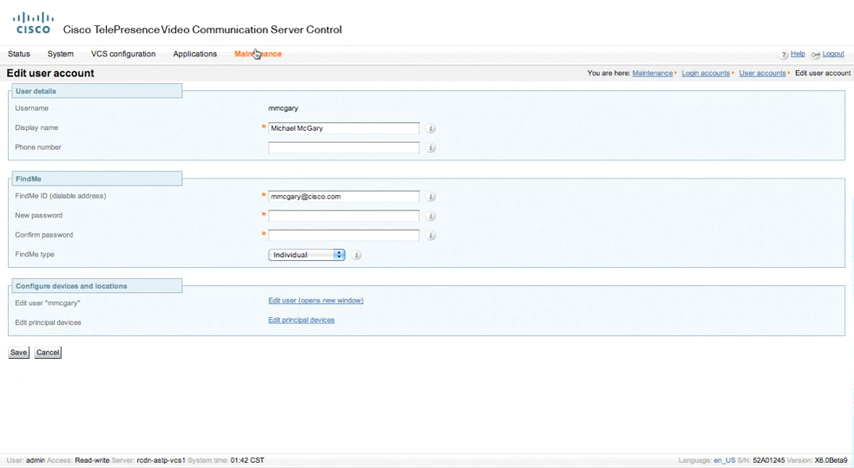 CISCO Cisco TelePresence Video Communication Server Control
Status System VCS configuration Applications Maintenance Help Logout
Edit user account You are here: Maintenance Login accounts User accounts Edit user account
User details
Username mmcgary
Display name * Michael McGary i
Phone number i
FindMe
FindMe ID (dialable address) * mmcgary@cisco.com i
New password * i
Confirm password * i
FindMe type Individual i
Configure devices and locations
Edit user "mmcgary" Edit user (opens new window)
Edit principal devices Edit principal devices
Save Cancel
User: admin Access: Read-write Server: rcdn-astp-vcs1 System time: 01:42 CST Language: en_US S/N: 52A01245 Version: X6.0Beta9